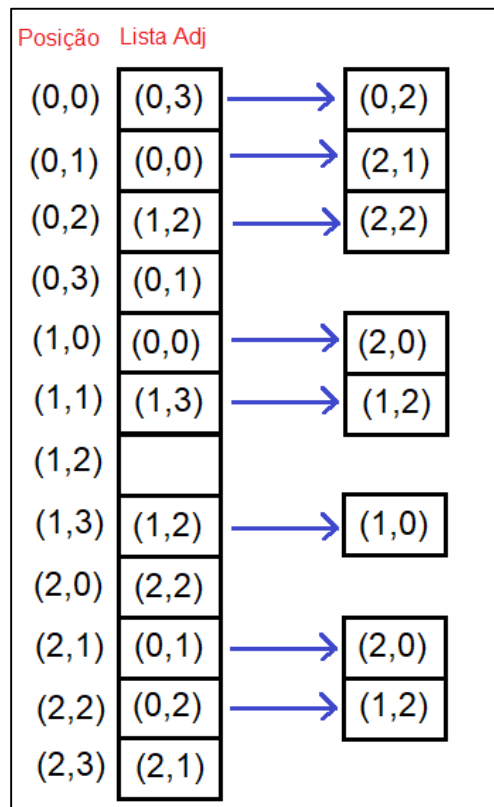 Posição Lista Adj
(0,0) (0,3) (0,2)
(0,1) (0,0) (2,1)
(0,2) (1,2) (2,2)
(0,3) (0,1)
(1,0) (0,0) (2,0)
(1,1) (1,3) (1,2)
(1,2)
(1,3) (1,2) (1,0)
(2,0) (2,2)
(2,1) (0,1) (2,0)
(2,2) (0,2) (1,2)
(2,3) (2,1)